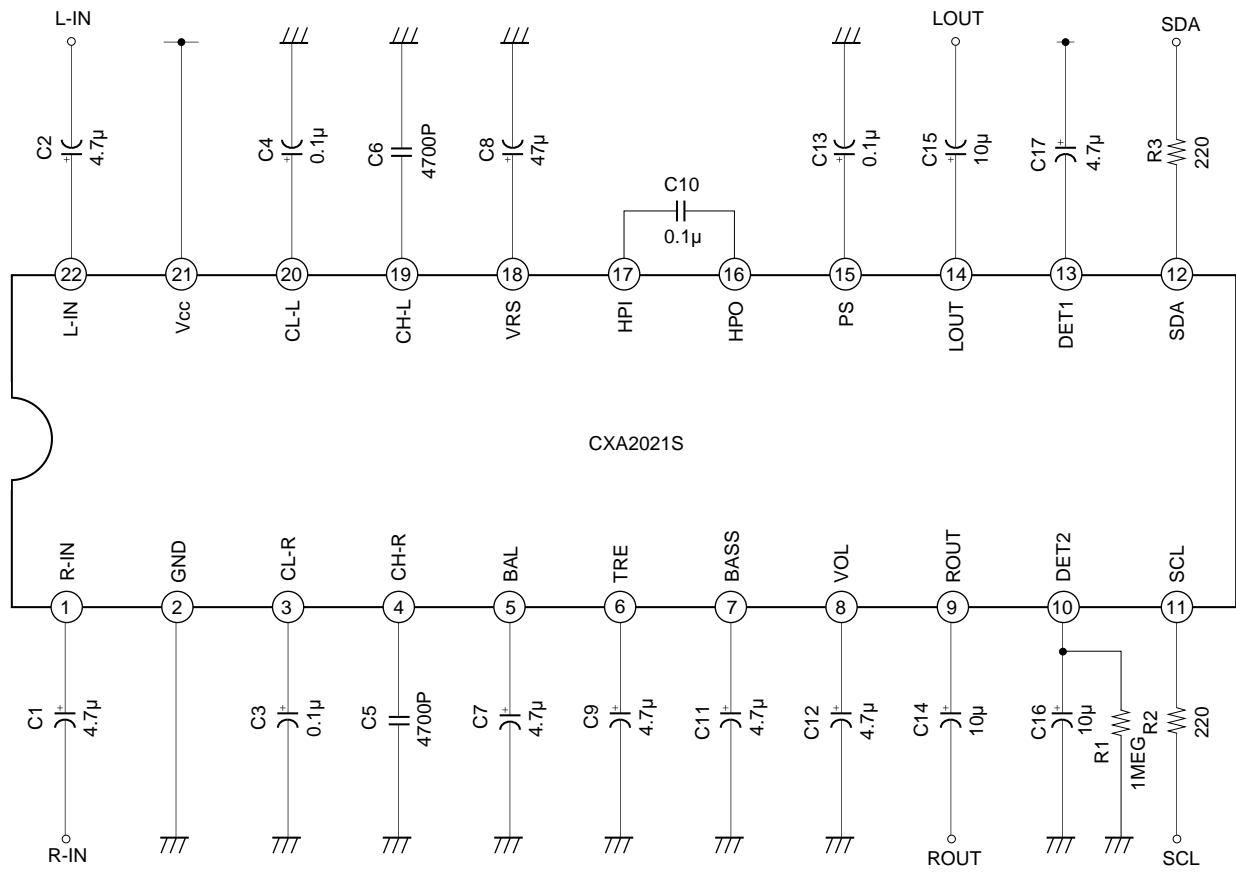 L-IN
LOUT
SDA
C2
4.7µ
+
C4
0.1µ
+
C6
4700P
C8
47µ
+
C13
0.1µ
+
C15
10µ
+
C17
4.7µ
+
R3
220
C10
0.1µ
22
21
20
19
18
17
16
15
14
13
12
L-IN
Vcc
CL-L
CH-L
VRS
HPI
HPO
PS
LOUT
DET1
SDA
CXA2021S
R-IN
GND
CL-R
CH-R
BAL
TRE
BASS
VOL
ROUT
DET2
SCL
1
2
3
4
5
6
7
8
9
10
11
C1
4.7µ
+
C3
0.1µ
+
C5
4700P
C7
4.7µ
+
C9
4.7µ
+
C11
4.7µ
+
C12
4.7µ
+
C14
10µ
+
C16
10µ
+
R1
1MEG
R2
220
R-IN
ROUT
SCL